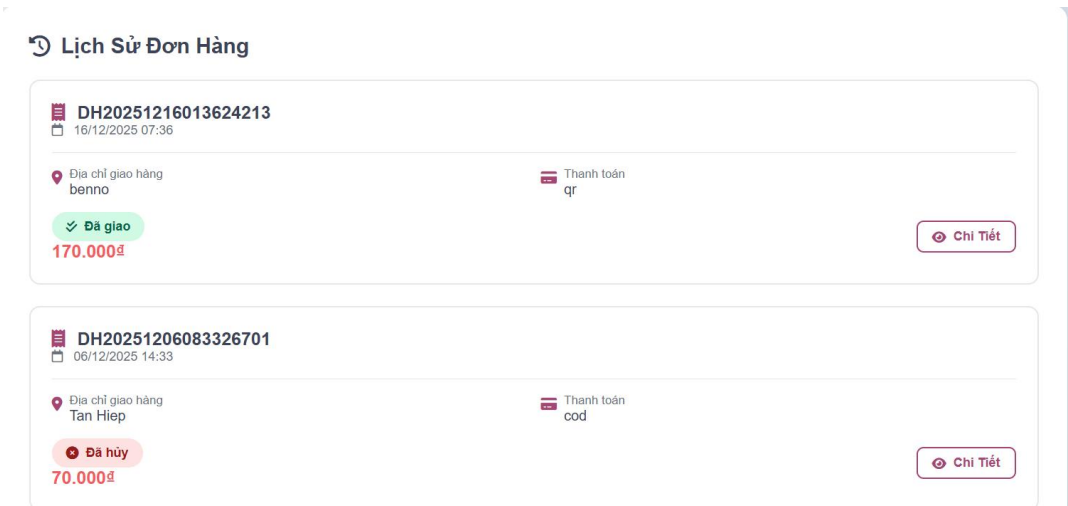 Lịch Sử Đơn Hàng
DH20251216013624213
16/12/2025 07:36
Địa chỉ giao hàng
benno
Thanh toán
qr
Đã giao
170.000₫
Chi Tiết
DH20251206083326701
06/12/2025 14:33
Địa chỉ giao hàng
Tan Hiep
Thanh toán
cod
Đã hủy
70.000₫
Chi Tiết